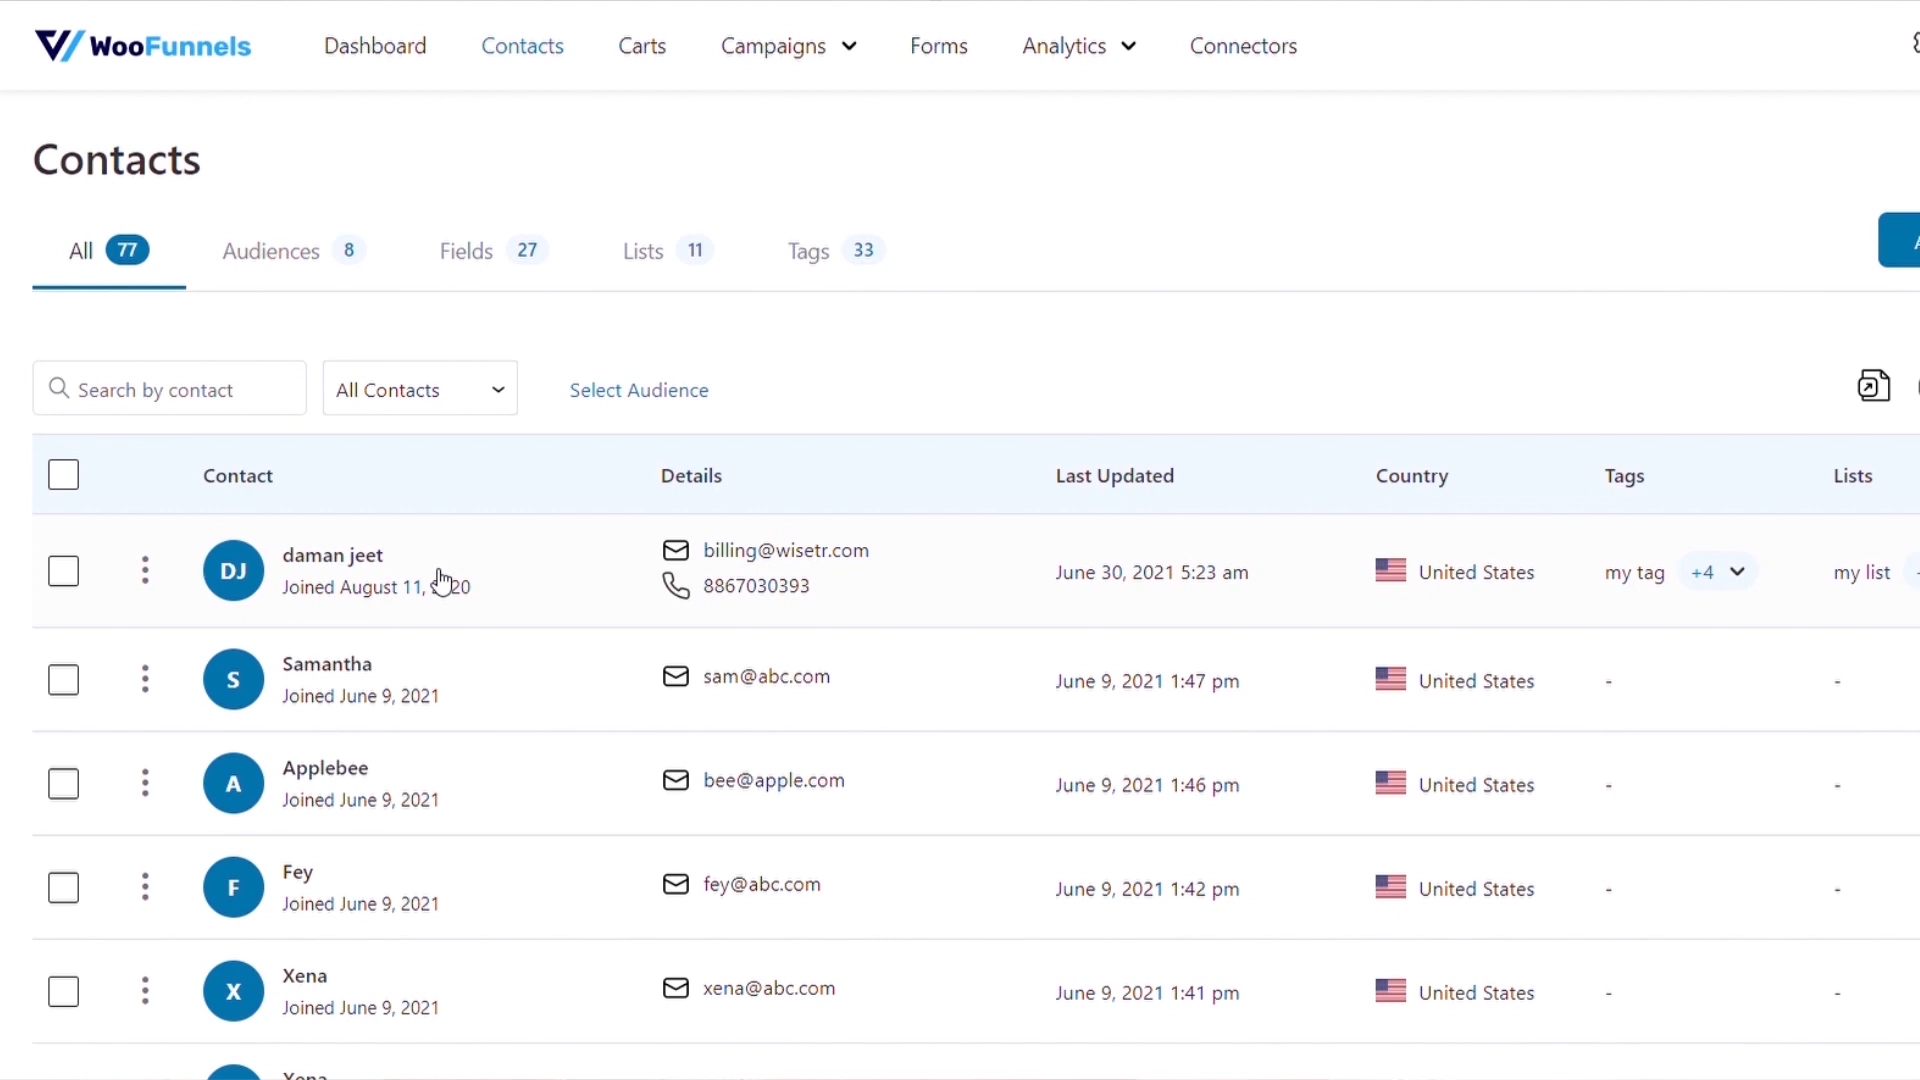 WooFunnels Dashboard Contacts Carts Campaigns Forms Analytics Connectors
Contacts
All 77 Audiences 8 Fields 27 Lists 11 Tags 33
Search by contact All Contacts Select Audience
Contact Details Last Updated Country Tags Lists
DJ daman jeet billing@wisetr.com
Joined August 11, 20 8867030393 June 30, 2021 5:23 am United States my tag +4 my list
S Samantha sam@abc.com June 9, 2021 1:47 pm United States - -
Joined June 9, 2021
A Applebee bee@apple.com June 9, 2021 1:46 pm United States - -
Joined June 9, 2021
F Fey fey@abc.com June 9, 2021 1:42 pm United States - -
Joined June 9, 2021
X Xena xena@abc.com June 9, 2021 1:41 pm United States - -
Joined June 9, 2021
Xena